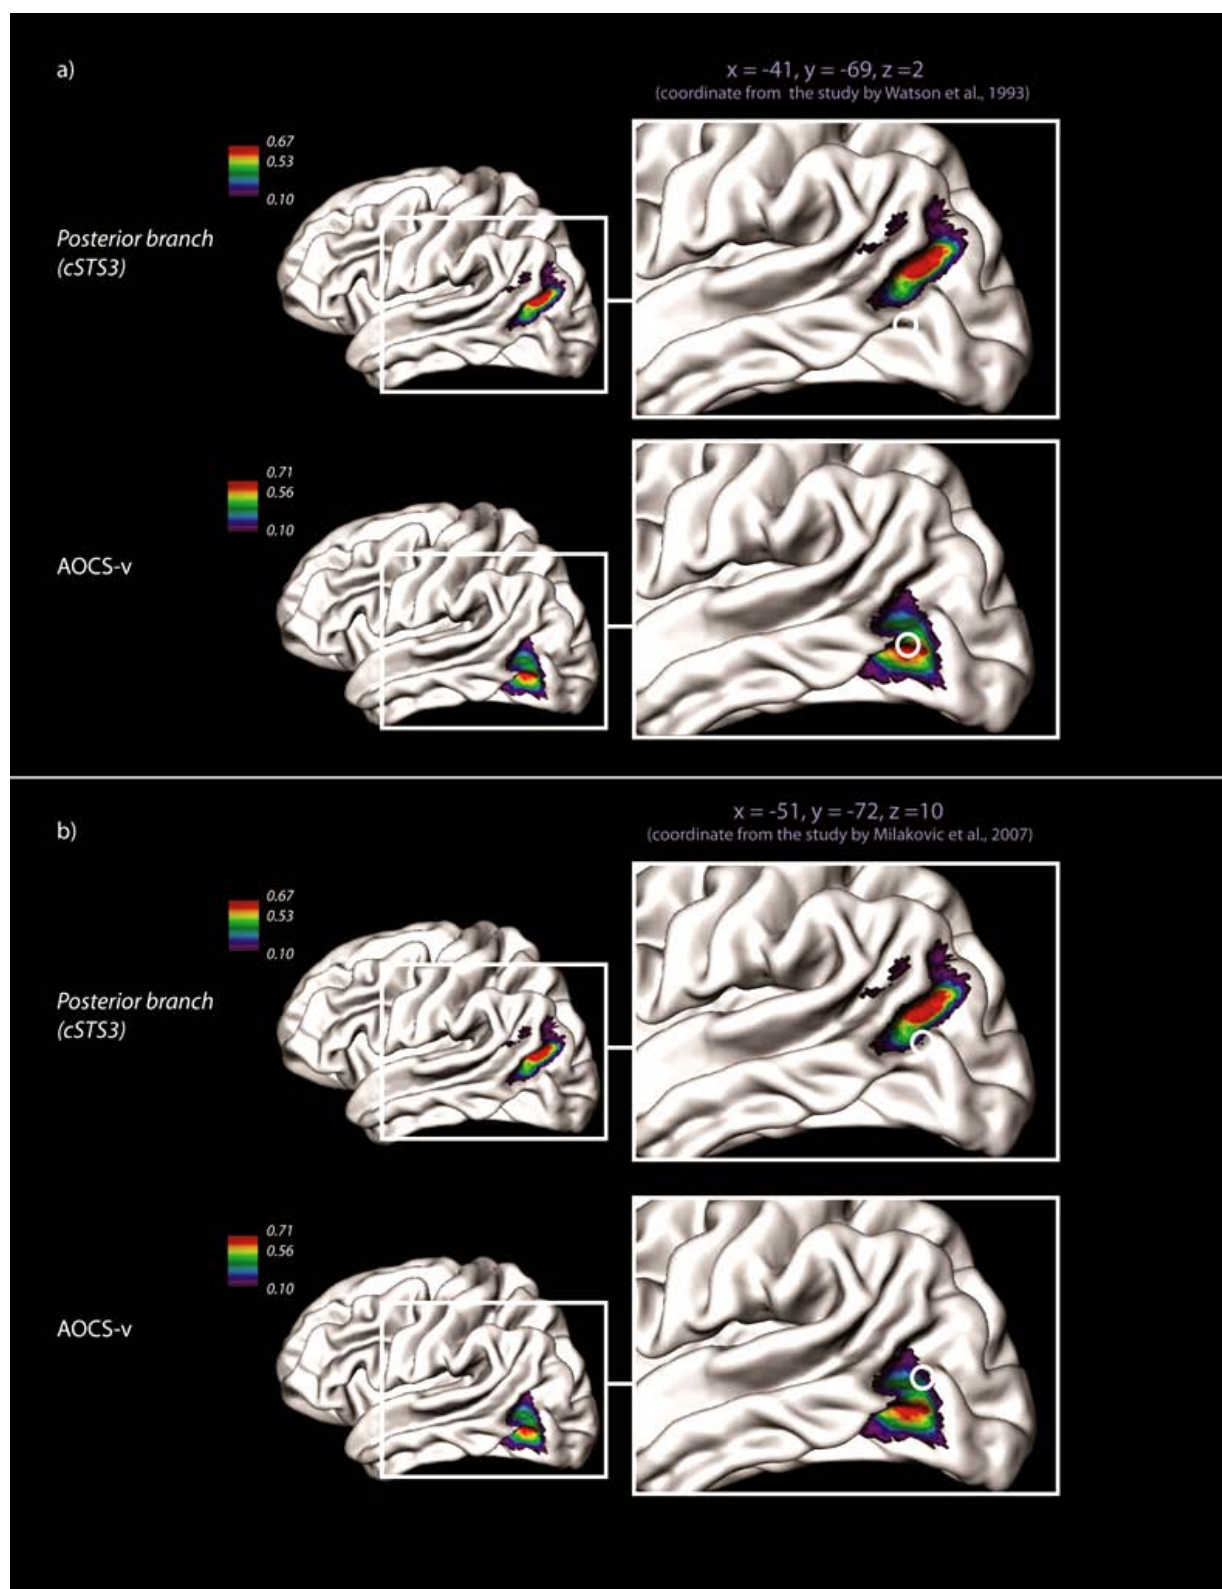 a)
x = -41, y = -69, z =2
(coordinate from the study by Watson et al., 1993)
0.67
0.53
0.10
Posterior branch
(cSTS3)
0.71
0.56
0.10
AOCS-v
b)
x = -51, y = -72, z =10
(coordinate from the study by Milakovic et al., 2007)
0.67
0.53
0.10
Posterior branch
(cSTS3)
0.71
0.56
0.10
AOCS-v